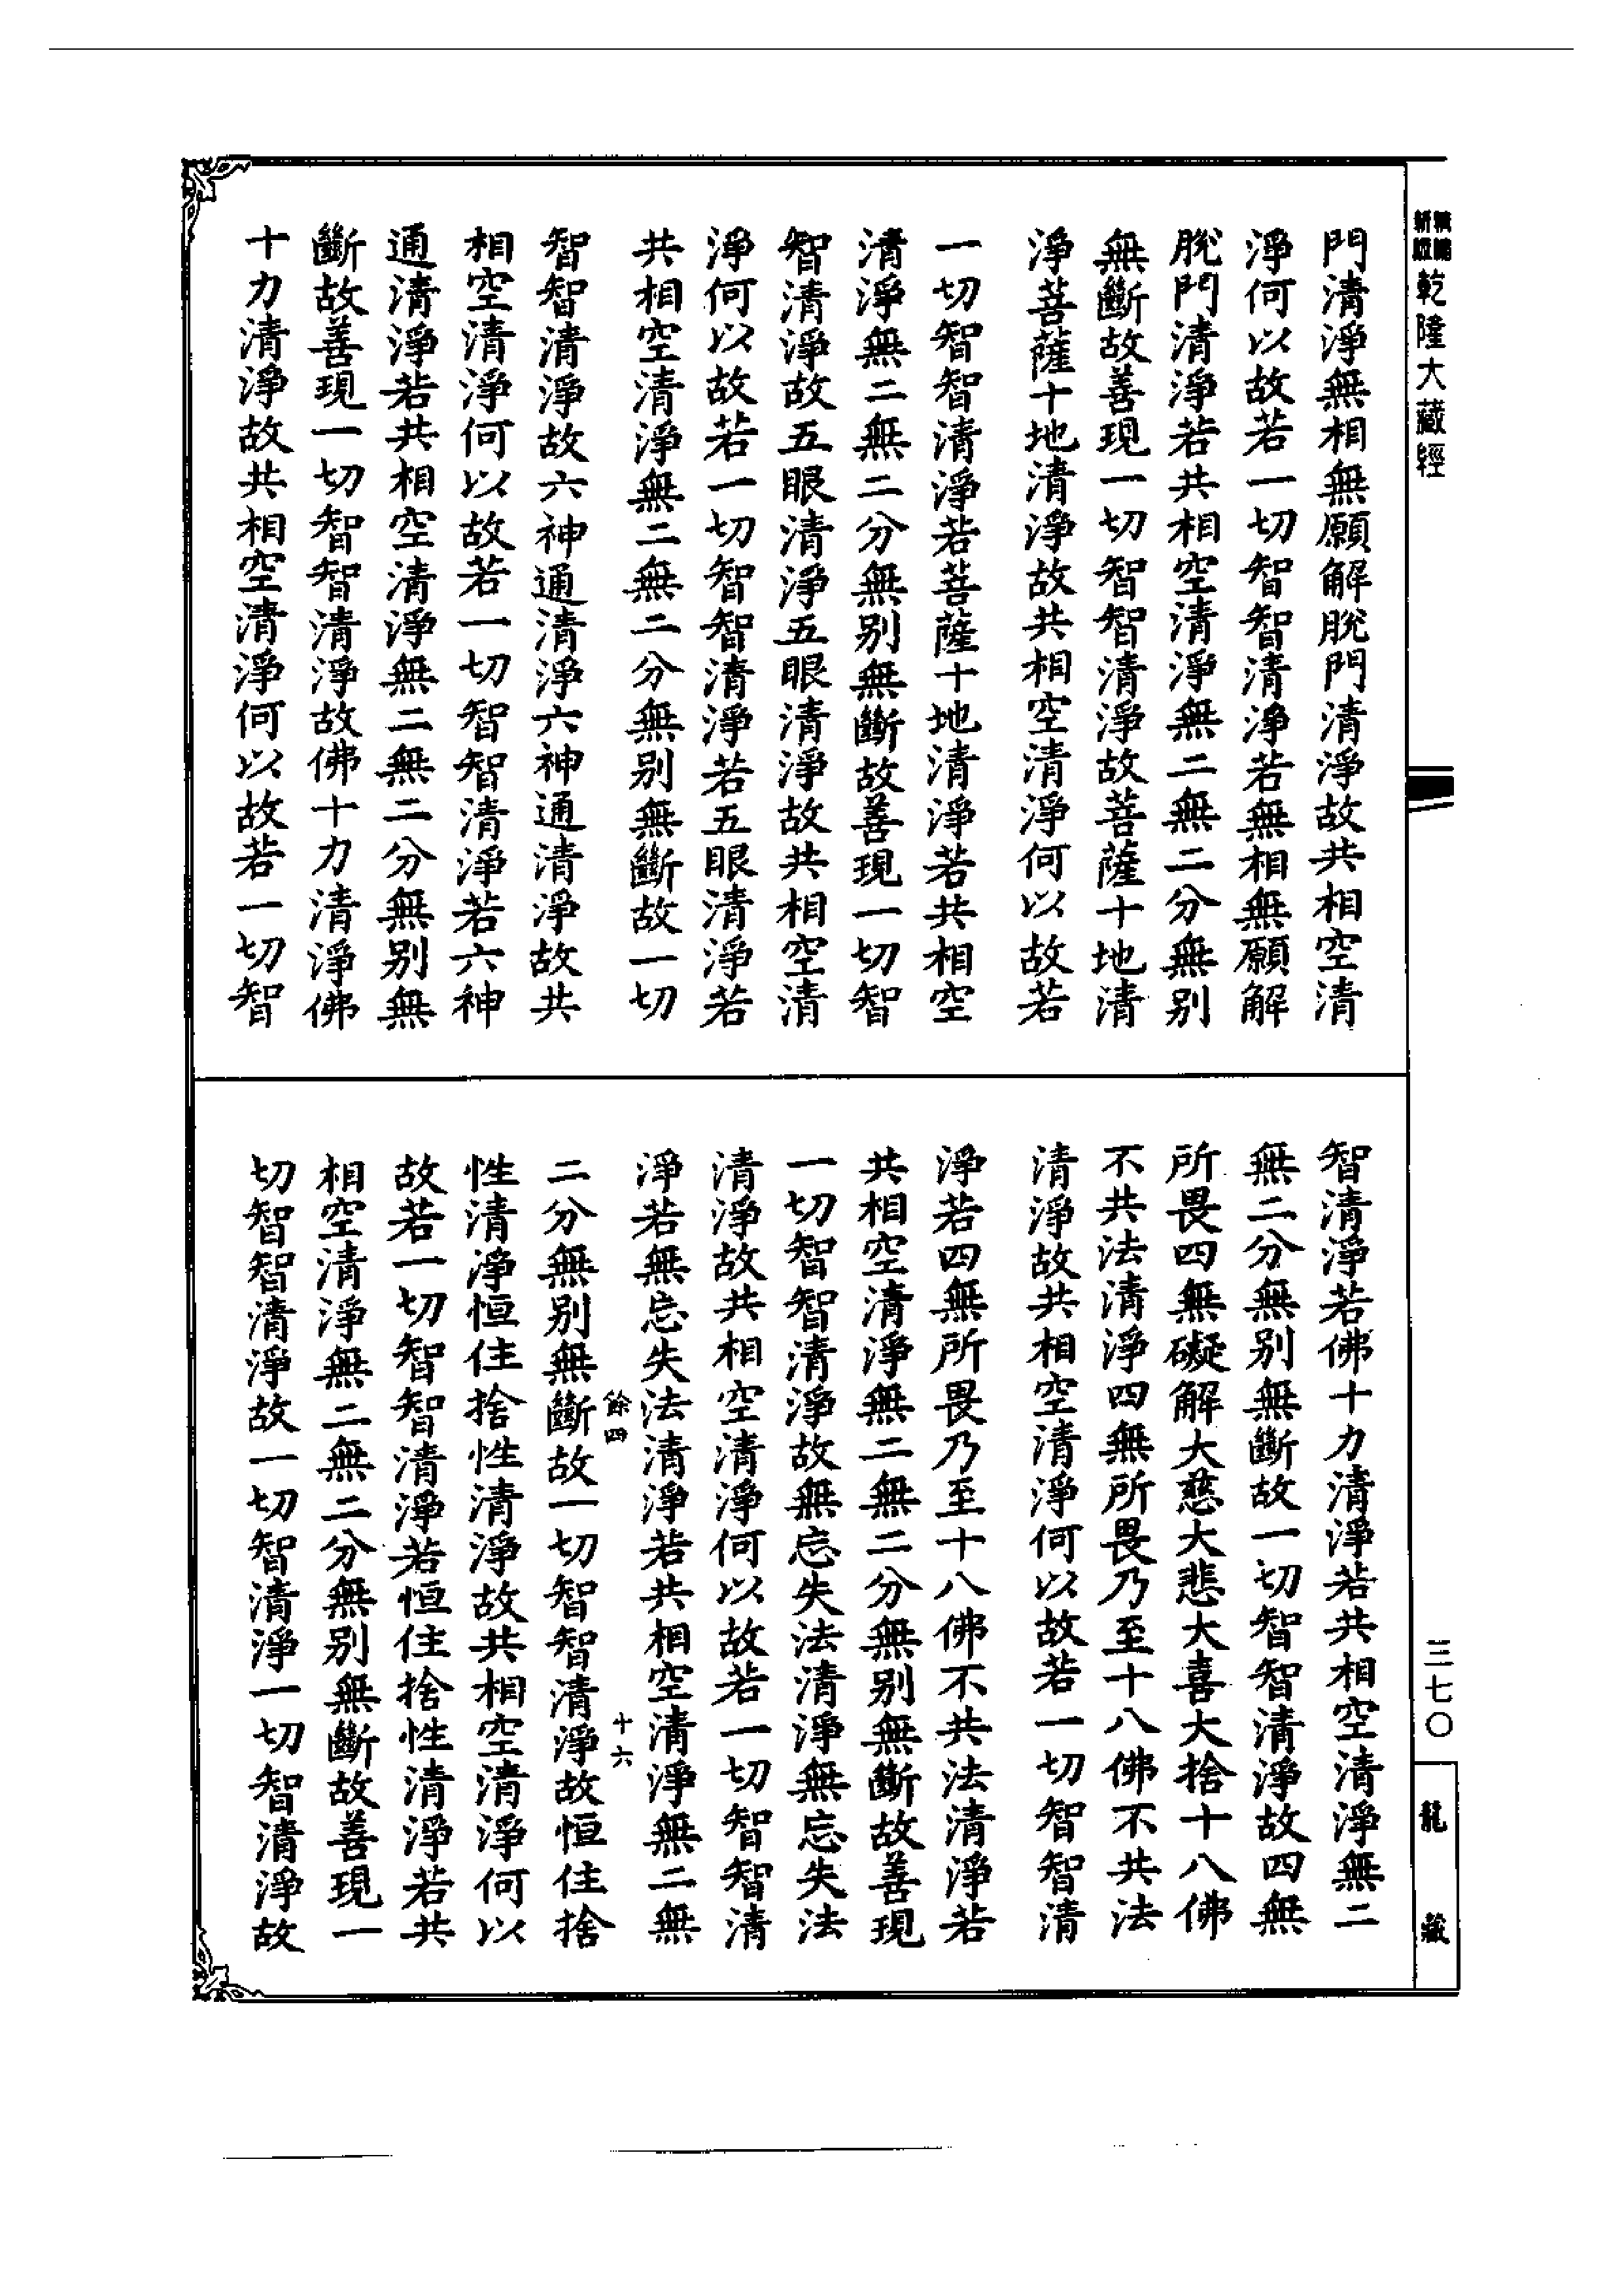 乾隆大藏經
門清淨無相無願解脫門清淨故共相空清
淨何以故若一切智智清淨若無相無願解
脫門清淨若共相空清淨無二無二分無別
無斷故善現一切智智清淨故菩薩十地清
淨菩薩十地清淨故共相空清淨何以故若
一切智智清淨若菩薩十地清淨若共相空
清淨無二無二分無別無斷故善現一切智
智清淨故五眼清淨五眼清淨故共相空清
淨何以故若一切智智清淨若五眼清淨若
共相空清淨無二無二分無別無斷故一切
智智清淨故六神通清淨六神通清淨故共
相空清淨何以故若一切智智清淨若六神
通清淨若共相空清淨無二無二分無別無
斷故善現一切智智清淨故佛十力清淨佛
十力清淨故共相空清淨何以故若一切智
三七〇
龍藏
智清淨若佛十力清淨若共相空清淨無二
無二分無別無斷故一切智智清淨故四無
所畏四無礙解大慈大悲大喜大捨十八佛
不共法清淨四無所畏乃至十八佛不共法
清淨故共相空清淨何以故若一切智智清
淨若四無所畏乃至十八佛不共法清淨若
共相空清淨無二無二分無別無斷故善現
一切智智清淨故無忘失法清淨無忘失法
清淨故共相空清淨何以故若一切智智清
淨若無忘失法清淨若共相空清淨無二無
餘四 十六
二分無別無斷故一切智智清淨故恒住捨
性清淨恒住捨性清淨故共相空清淨何以
故若一切智智清淨若恒住捨性清淨若共
相空清淨無二無二分無別無斷故善現一
切智智清淨故一切智清淨一切智清淨故